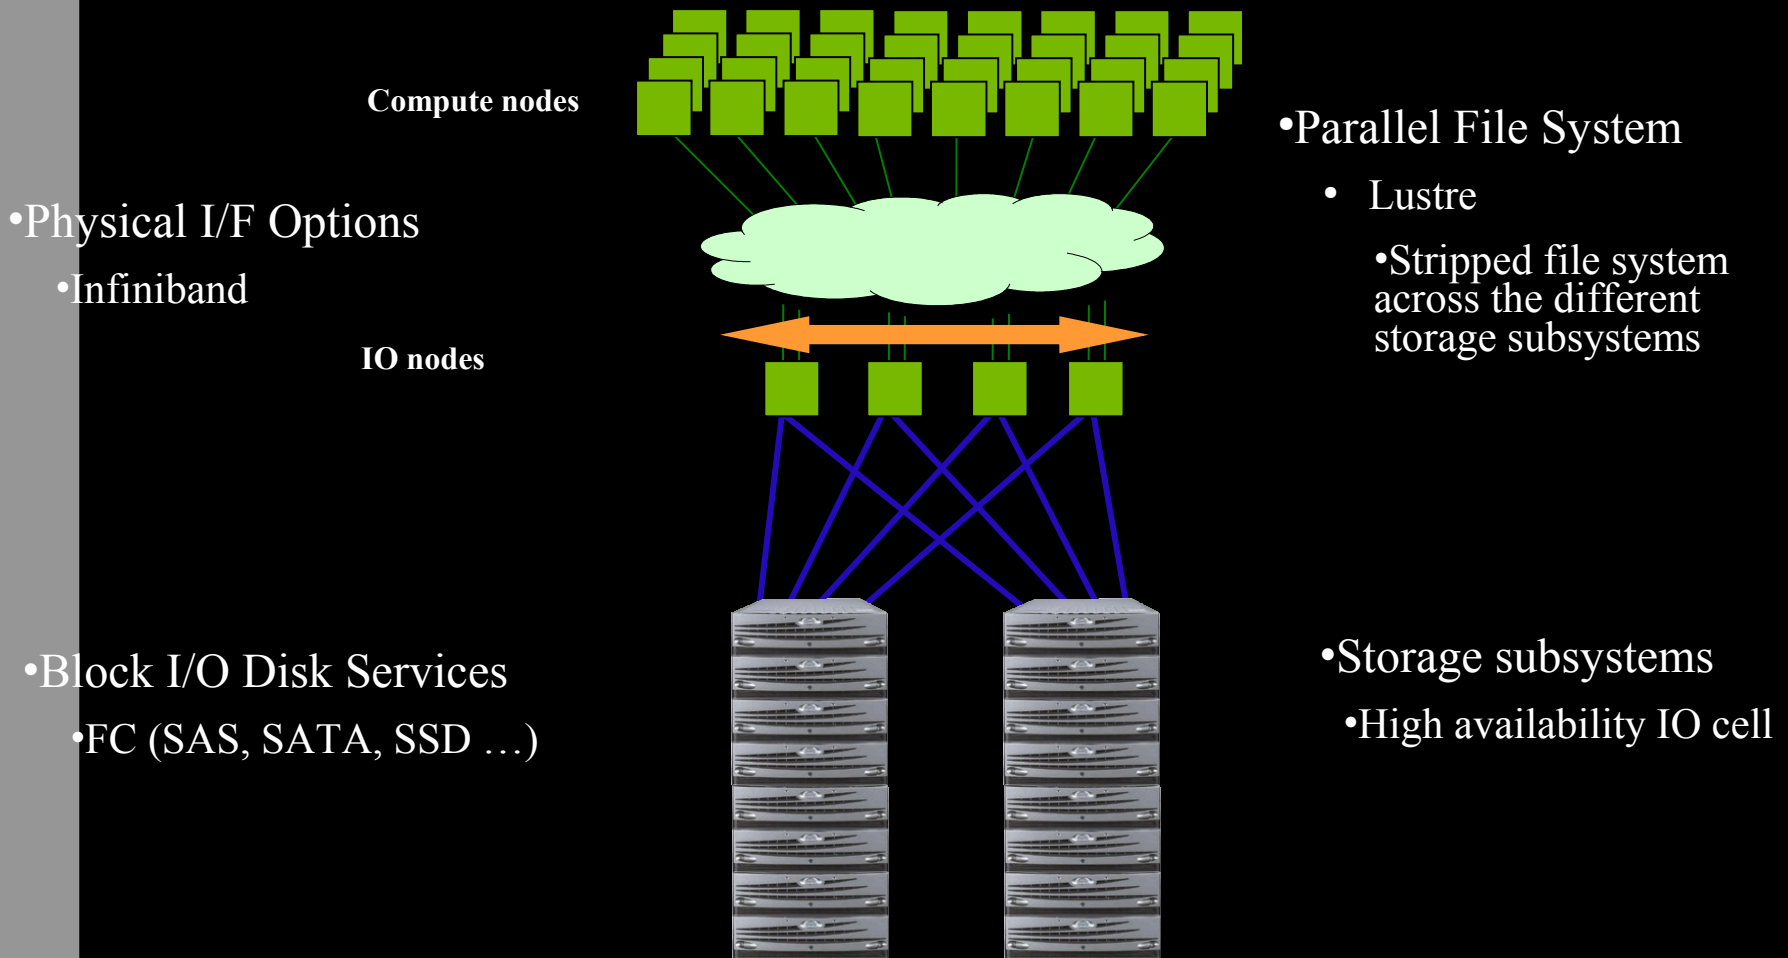 Compute nodes
•Physical I/F Options
•Infiniband
IO nodes
•Block I/O Disk Services
•FC (SAS, SATA, SSD …)
•Parallel File System
• Lustre
•Stripped file system
across the different
storage subsystems
•Storage subsystems
•High availability IO cell